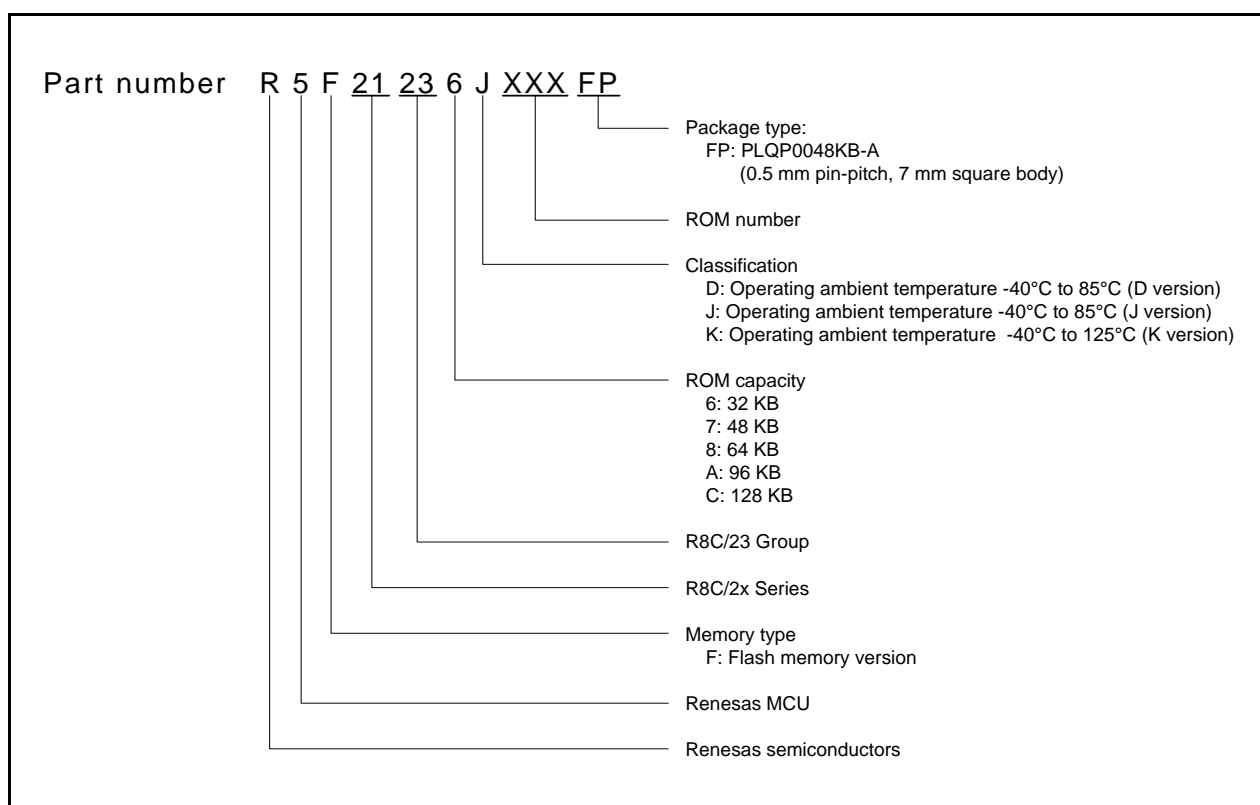 Part number R 5 F 21 23 6 J XXX FP
Package type:
FP: PLQP0048KB-A
(0.5 mm pin-pitch, 7 mm square body)
ROM number
Classification
D: Operating ambient temperature -40°C to 85°C (D version)
J: Operating ambient temperature -40°C to 85°C (J version)
K: Operating ambient temperature -40°C to 125°C (K version)
ROM capacity
6: 32 KB
7: 48 KB
8: 64 KB
A: 96 KB
C: 128 KB
R8C/23 Group
R8C/2x Series
Memory type
F: Flash memory version
Renesas MCU
Renesas semiconductors